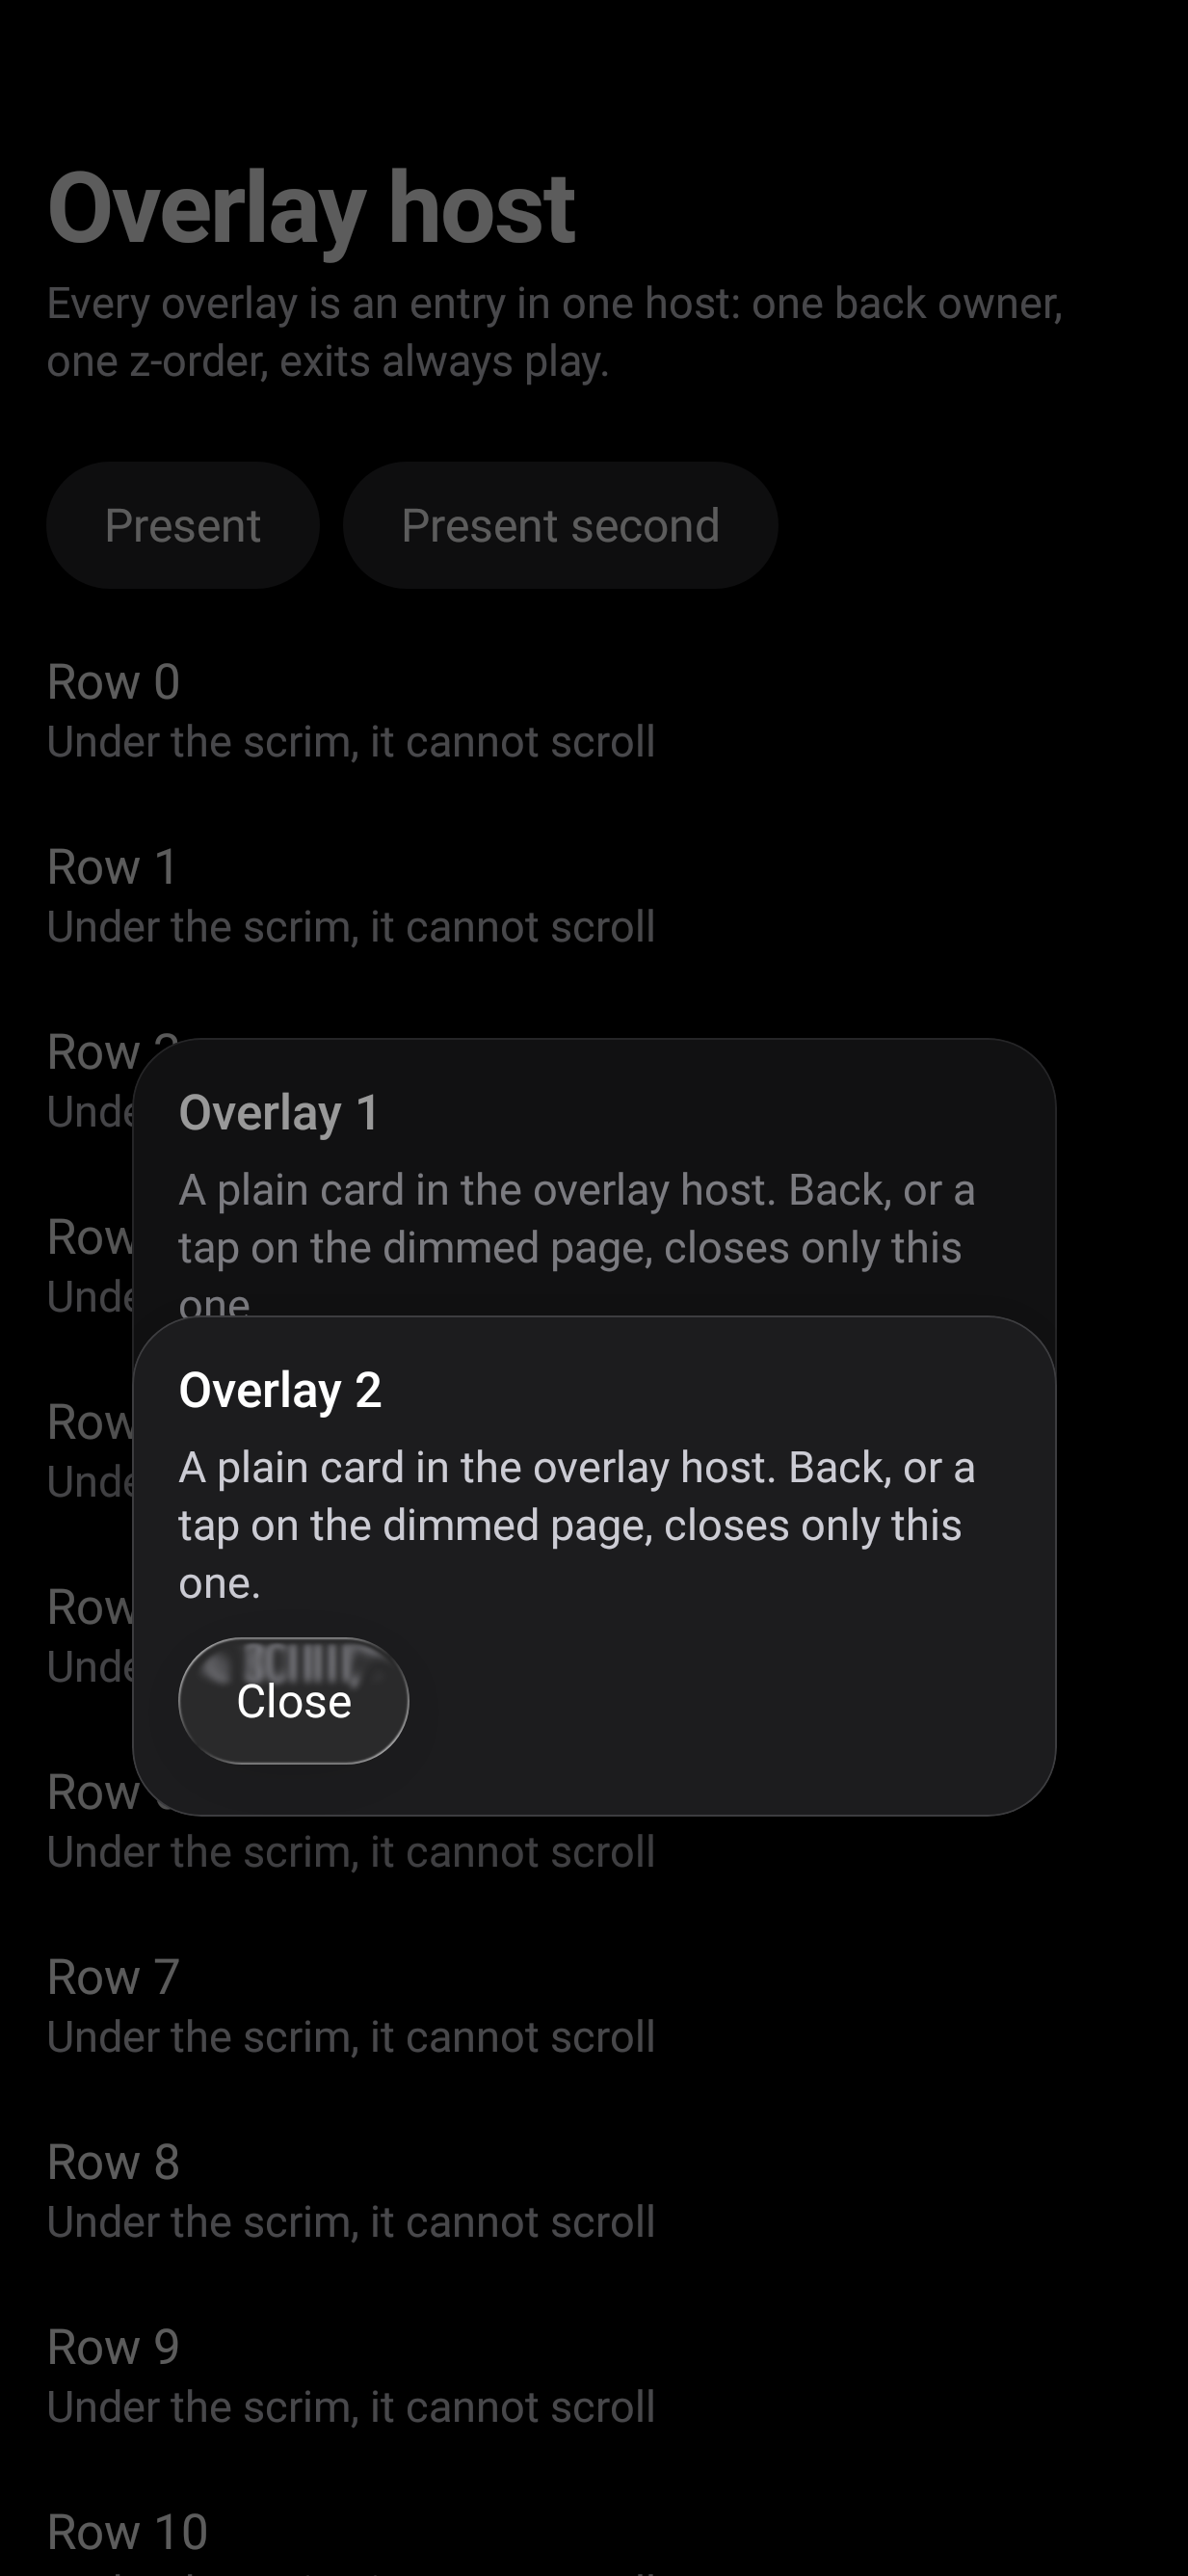 Overlay host
Every overlay is an entry in one host: one back owner,
one z-order, exits always play.
Present
Present second
Row 0
Under the scrim, it cannot scroll
Row 1
Under the scrim, it cannot scroll
Row
Overlay 1
A plain card in the overlay host. Back, or a
tap on the dimmed page, closes only this
one
Row
Row
Overlay 2
A plain card in the overlay host. Back, or a
tap on the dimmed page, closes only this
one.
Row
Close
Row
Under the scrim, it cannot scroll
Row 7
Under the scrim, it cannot scroll
Row 8
Under the scrim, it cannot scroll
Row 9
Under the scrim, it cannot scroll
Row 10